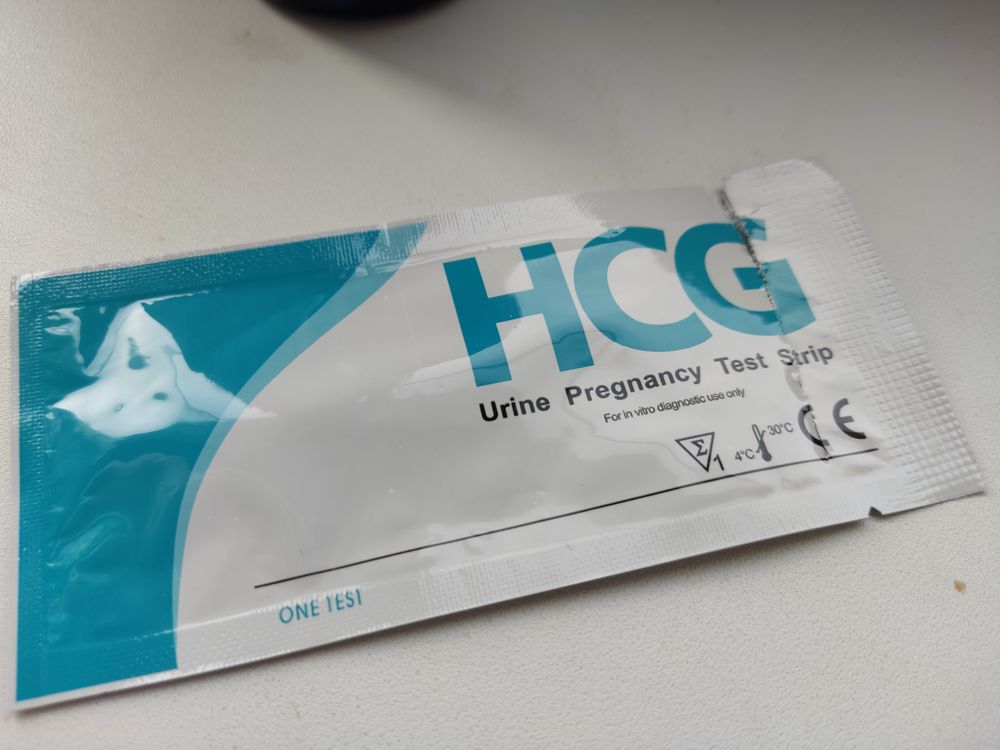 HCG
Urine Pregnancy Test Strip
For in vitro diagnostic use only
Σ 1 4°C 30°C CE
ONE TEST